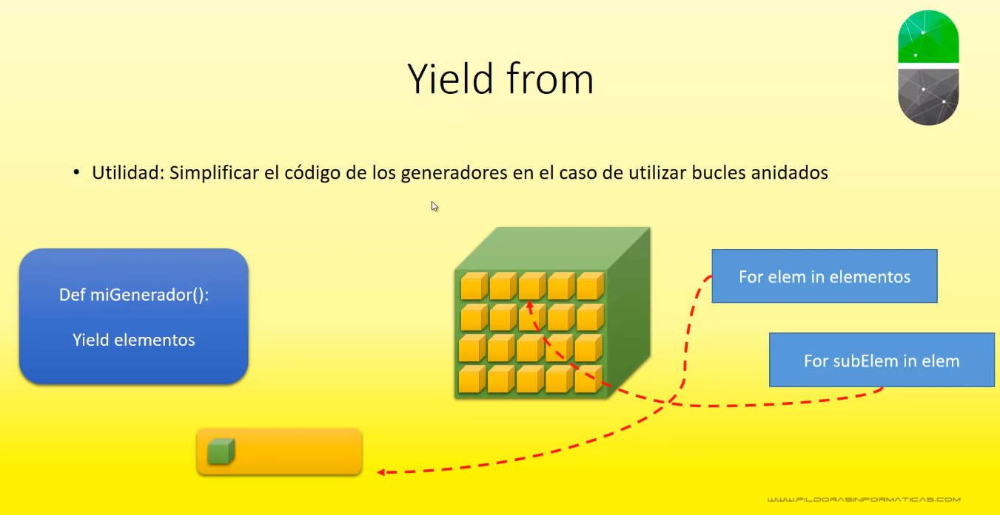 Yield from
• Utilidad: Simplificar el código de los generadores en el caso de utilizar bucles anidados
Def miGenerador():
Yield elementos
For elem in elementos
For subElem in elem
WWW.PILDORASINFORMATICAS.COM